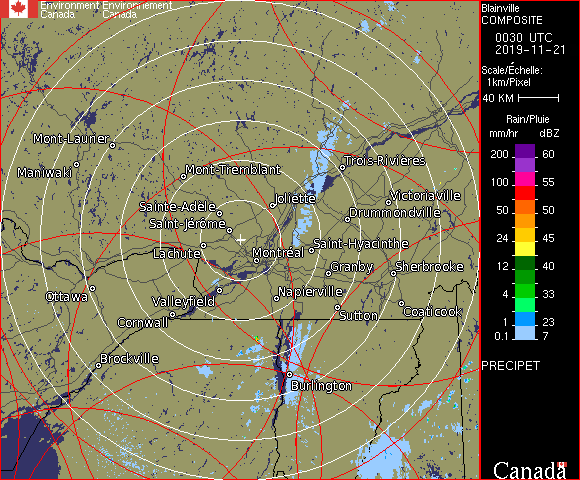 Environment Environnement
Canada Canada
Blainville
COMPOSITE
0030 UTC
2019-11-21
Scale/Échelle:
1km/Pixel
40 KM
Rain/Pluie
mm/hr dBZ
200 60
150 57
100 55
50 50
24 45
12 40
4 33
1 23
0.1 7
PRECIPET
Mont-Laurier
Maniwaki
Mont-Tremblant
Trois-Rivières
Joliette
Victoriaville
Sainte-Adèle
Drummondville
Saint-Jérôme
Lachute
Montréal
Saint-Hyacinthe
Granby
Sherbrooke
Ottawa
Valleyfield
Napierville
Cornwall
Sutton
Coaticook
Brockville
Burlington
Canada